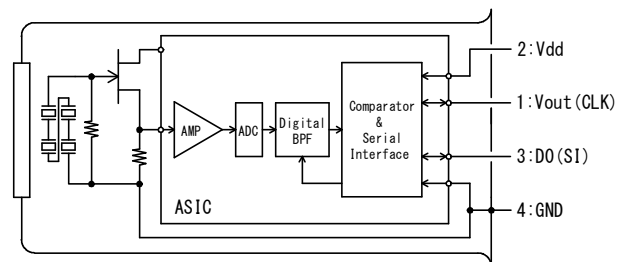 2:Vdd
1:Vout(CLK)
AMP
ADC
Digital
BPF
Comparator
&
Serial
Interface
3:DO(SI)
ASIC
4:GND